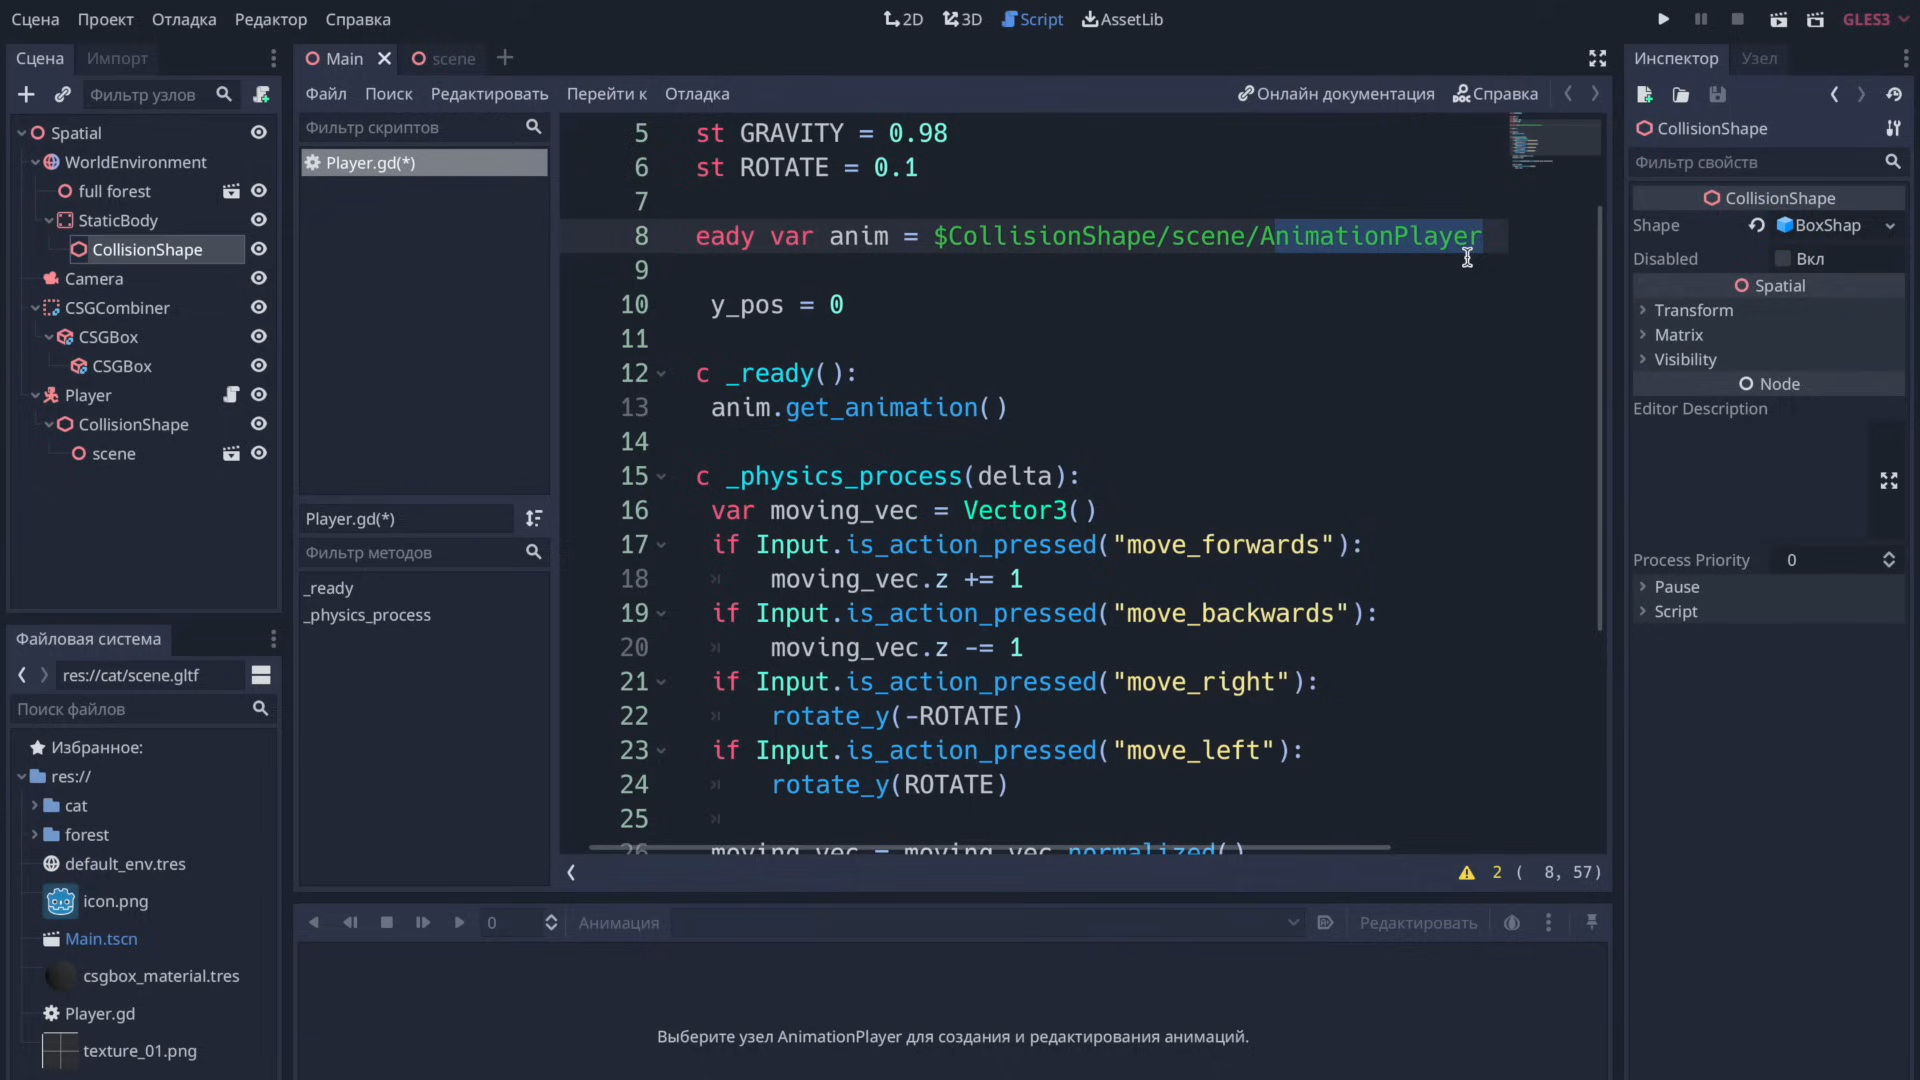 Сцена Проект Отладка Редактор Справка
2D 3D Script AssetLib
GLES3
Сцена Импорт
Фильтр узлов
Spatial
WorldEnvironment
full forest
StaticBody
CollisionShape
Camera
CSGCombiner
CSGBox
CSGBox
Player
CollisionShape
scene
Файловая система
res://cat/scene.gltf
Поиск файлов
Избранное:
res://
cat
forest
default_env.tres
icon.png
Main.tscn
csgbox_material.tres
Player.gd
texture_01.png
Main scene
Файл Поиск Редактировать Перейти к Отладка
Онлайн документация Справка
Фильтр скриптов
Player.gd(*)
Player.gd(*)
Фильтр методов
_ready
_physics_process
5 st GRAVITY = 0.98
6 st ROTATE = 0.1
7
8 eady var anim = $CollisionShape/scene/AnimationPlayer
9
10 y_pos = 0
11
12 c _ready():
13 anim.get_animation()
14
15 c _physics_process(delta):
16 var moving_vec = Vector3()
17 if Input.is_action_pressed("move_forwards"):
18 moving_vec.z += 1
19 if Input.is_action_pressed("move_backwards"):
20 moving_vec.z -= 1
21 if Input.is_action_pressed("move_right"):
22 rotate_y(-ROTATE)
23 if Input.is_action_pressed("move_left"):
24 rotate_y(ROTATE)
25
26 moving_vec = moving_vec.normalized()
2 ( 8, 57)
0 Анимация Редактировать
Выберите узел AnimationPlayer для создания и редактирования анимаций.
Инспектор Узел
CollisionShape
Фильтр свойств
CollisionShape
Shape BoxShap
Disabled Вкл
Spatial
Transform
Matrix
Visibility
Node
Editor Description
Process Priority 0
Pause
Script